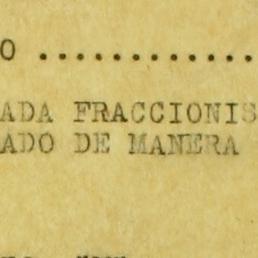 O ............
ADA FRACCIONIS
ADO DE MANERA